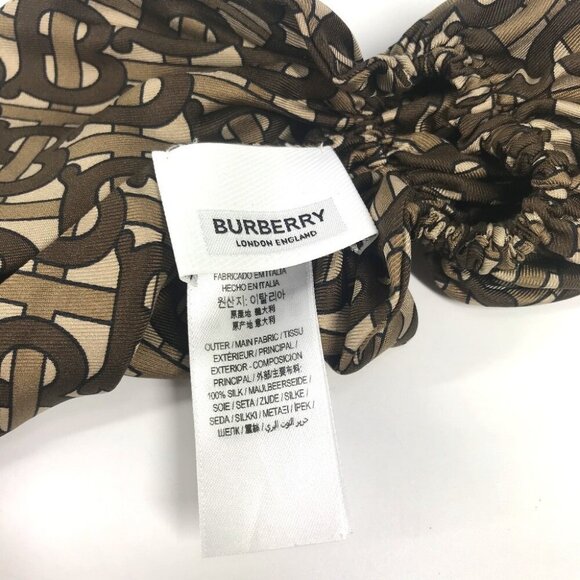 BURBERRY
LONDON ENGLAND
FABRICADO EM ITALIA
HECHO EN ITALIA
원산지: 이탈리아
原產地 義大利
原产地 意大利
OUTER / MAIN FABRIC / TISSU
EXTÉRIEUR / PRINCIPAL /
EXTERIOR - COMPOSICION
PRINCIPAL / 外部/主要布料
100% SILK / MAULBEERSEIDE /
SOIE / SETA / ZIJDE / SILKE /
SEDA / SILKKI / ΜΕΤΑΞΙ / İPEK /
ШЕЛК / 蠶絲 / حرير التوت البري